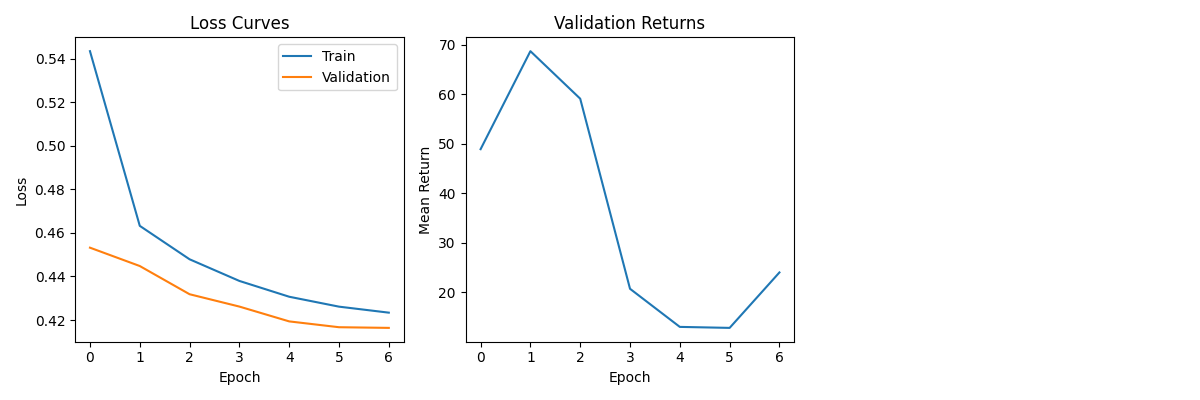 Loss Curves
Train
Validation
0.54
0.52
0.50
0.48
0.46
0.44
0.42
Loss
0 1 2 3 4 5 6
Epoch
Validation Returns
70
60
50
40
30
20
Mean Return
0 1 2 3 4 5 6
Epoch